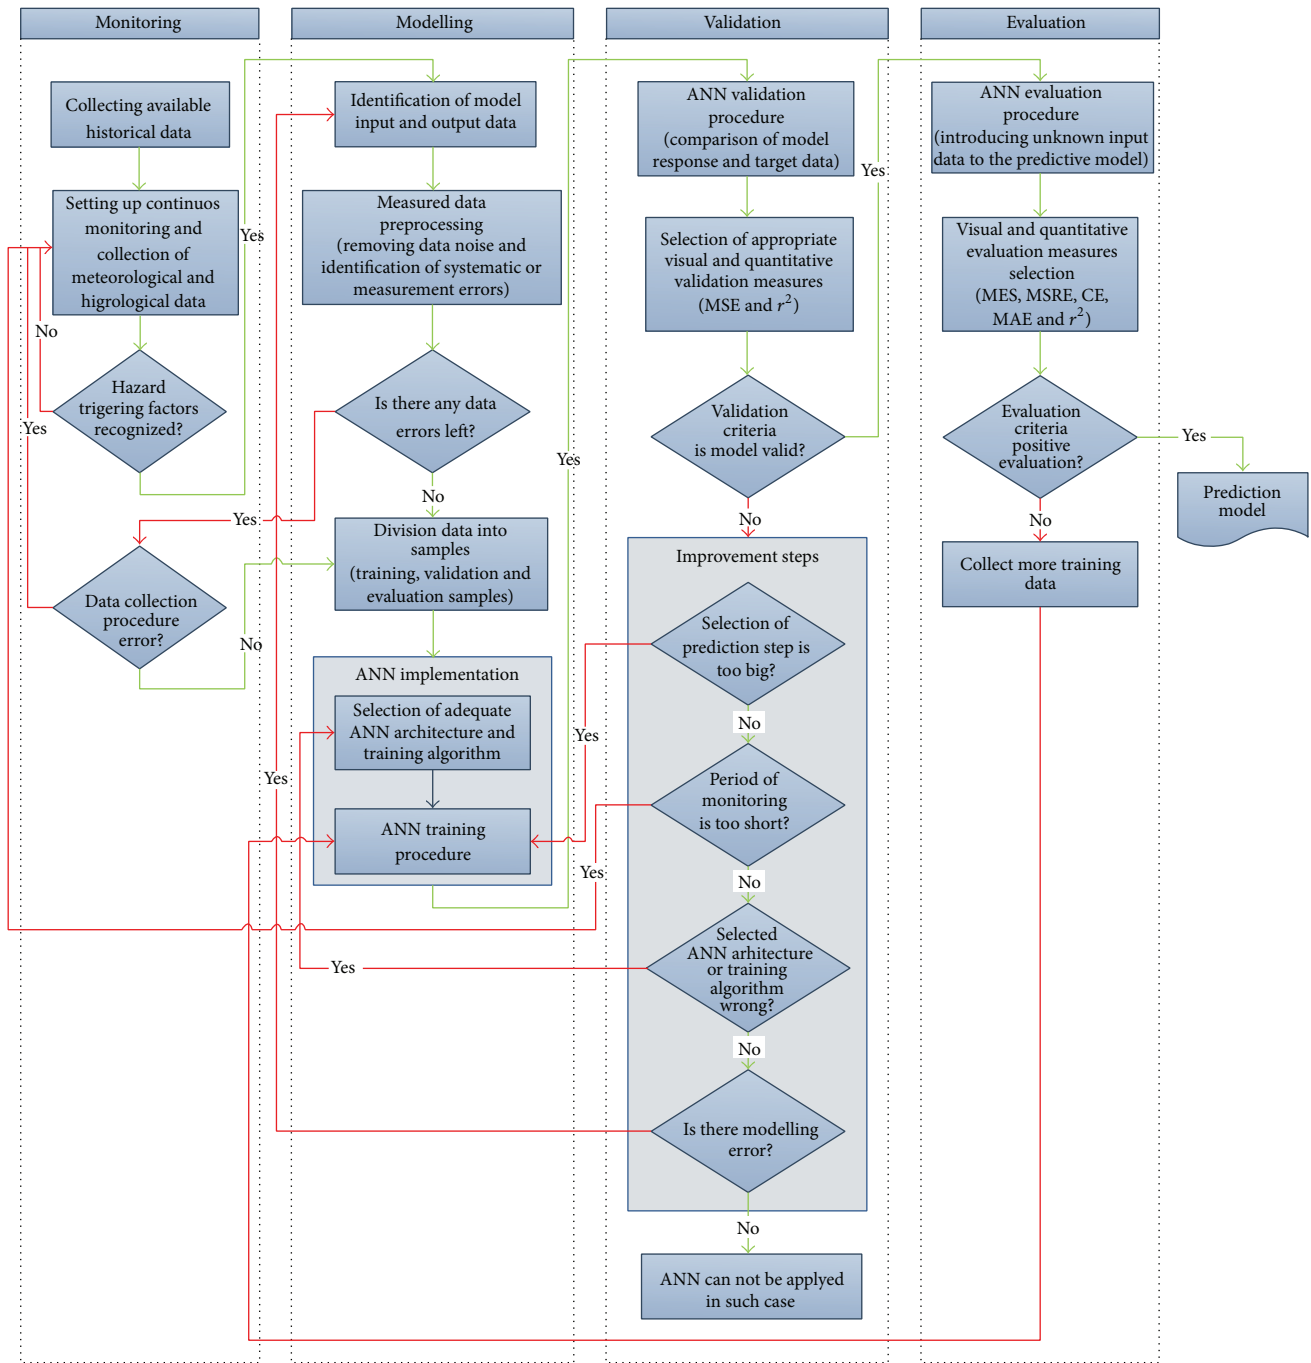 Monitoring
Collecting available
historical data
Setting up continuos
monitoring and
collection of
meteorological and
higrological data
No
Hazard
trigering factors
recognized?
Yes
Yes
Yes
Data collection
procedure
error?
No
Modelling
Identification of model
input and output data
Measured data
preprocessing
(removing data noise and
identification of systematic or
measurement errors)
Is there any data
errors left?
No
Division data into
samples
(training, validation and
evaluation samples)
ANN implementation
Selection of adequate
ANN architecture and
training algorithm
ANN training
procedure
Yes
Yes
Yes
Yes
Yes
Validation
ANN validation
procedure
(comparison of model
response and target data)
Selection of appropriate
visual and quantitative
validation measures
(MSE and r²)
Validation
criteria
is model valid?
Yes
No
Improvement steps
Selection of
prediction step is
too big?
No
Period of
monitoring
is too short?
No
Selected
ANN arhitecture
or training
algorithm
wrong?
No
Is there modelling
error?
No
ANN can not be applyed
in such case
Evaluation
ANN evaluation
procedure
(introducing unknown input
data to the predictive model)
Visual and quantitative
evaluation measures
selection
(MES, MSRE, CE,
MAE and r²)
Evaluation
criteria
positive
evaluation?
Yes
Prediction
model
No
Collect more training
data